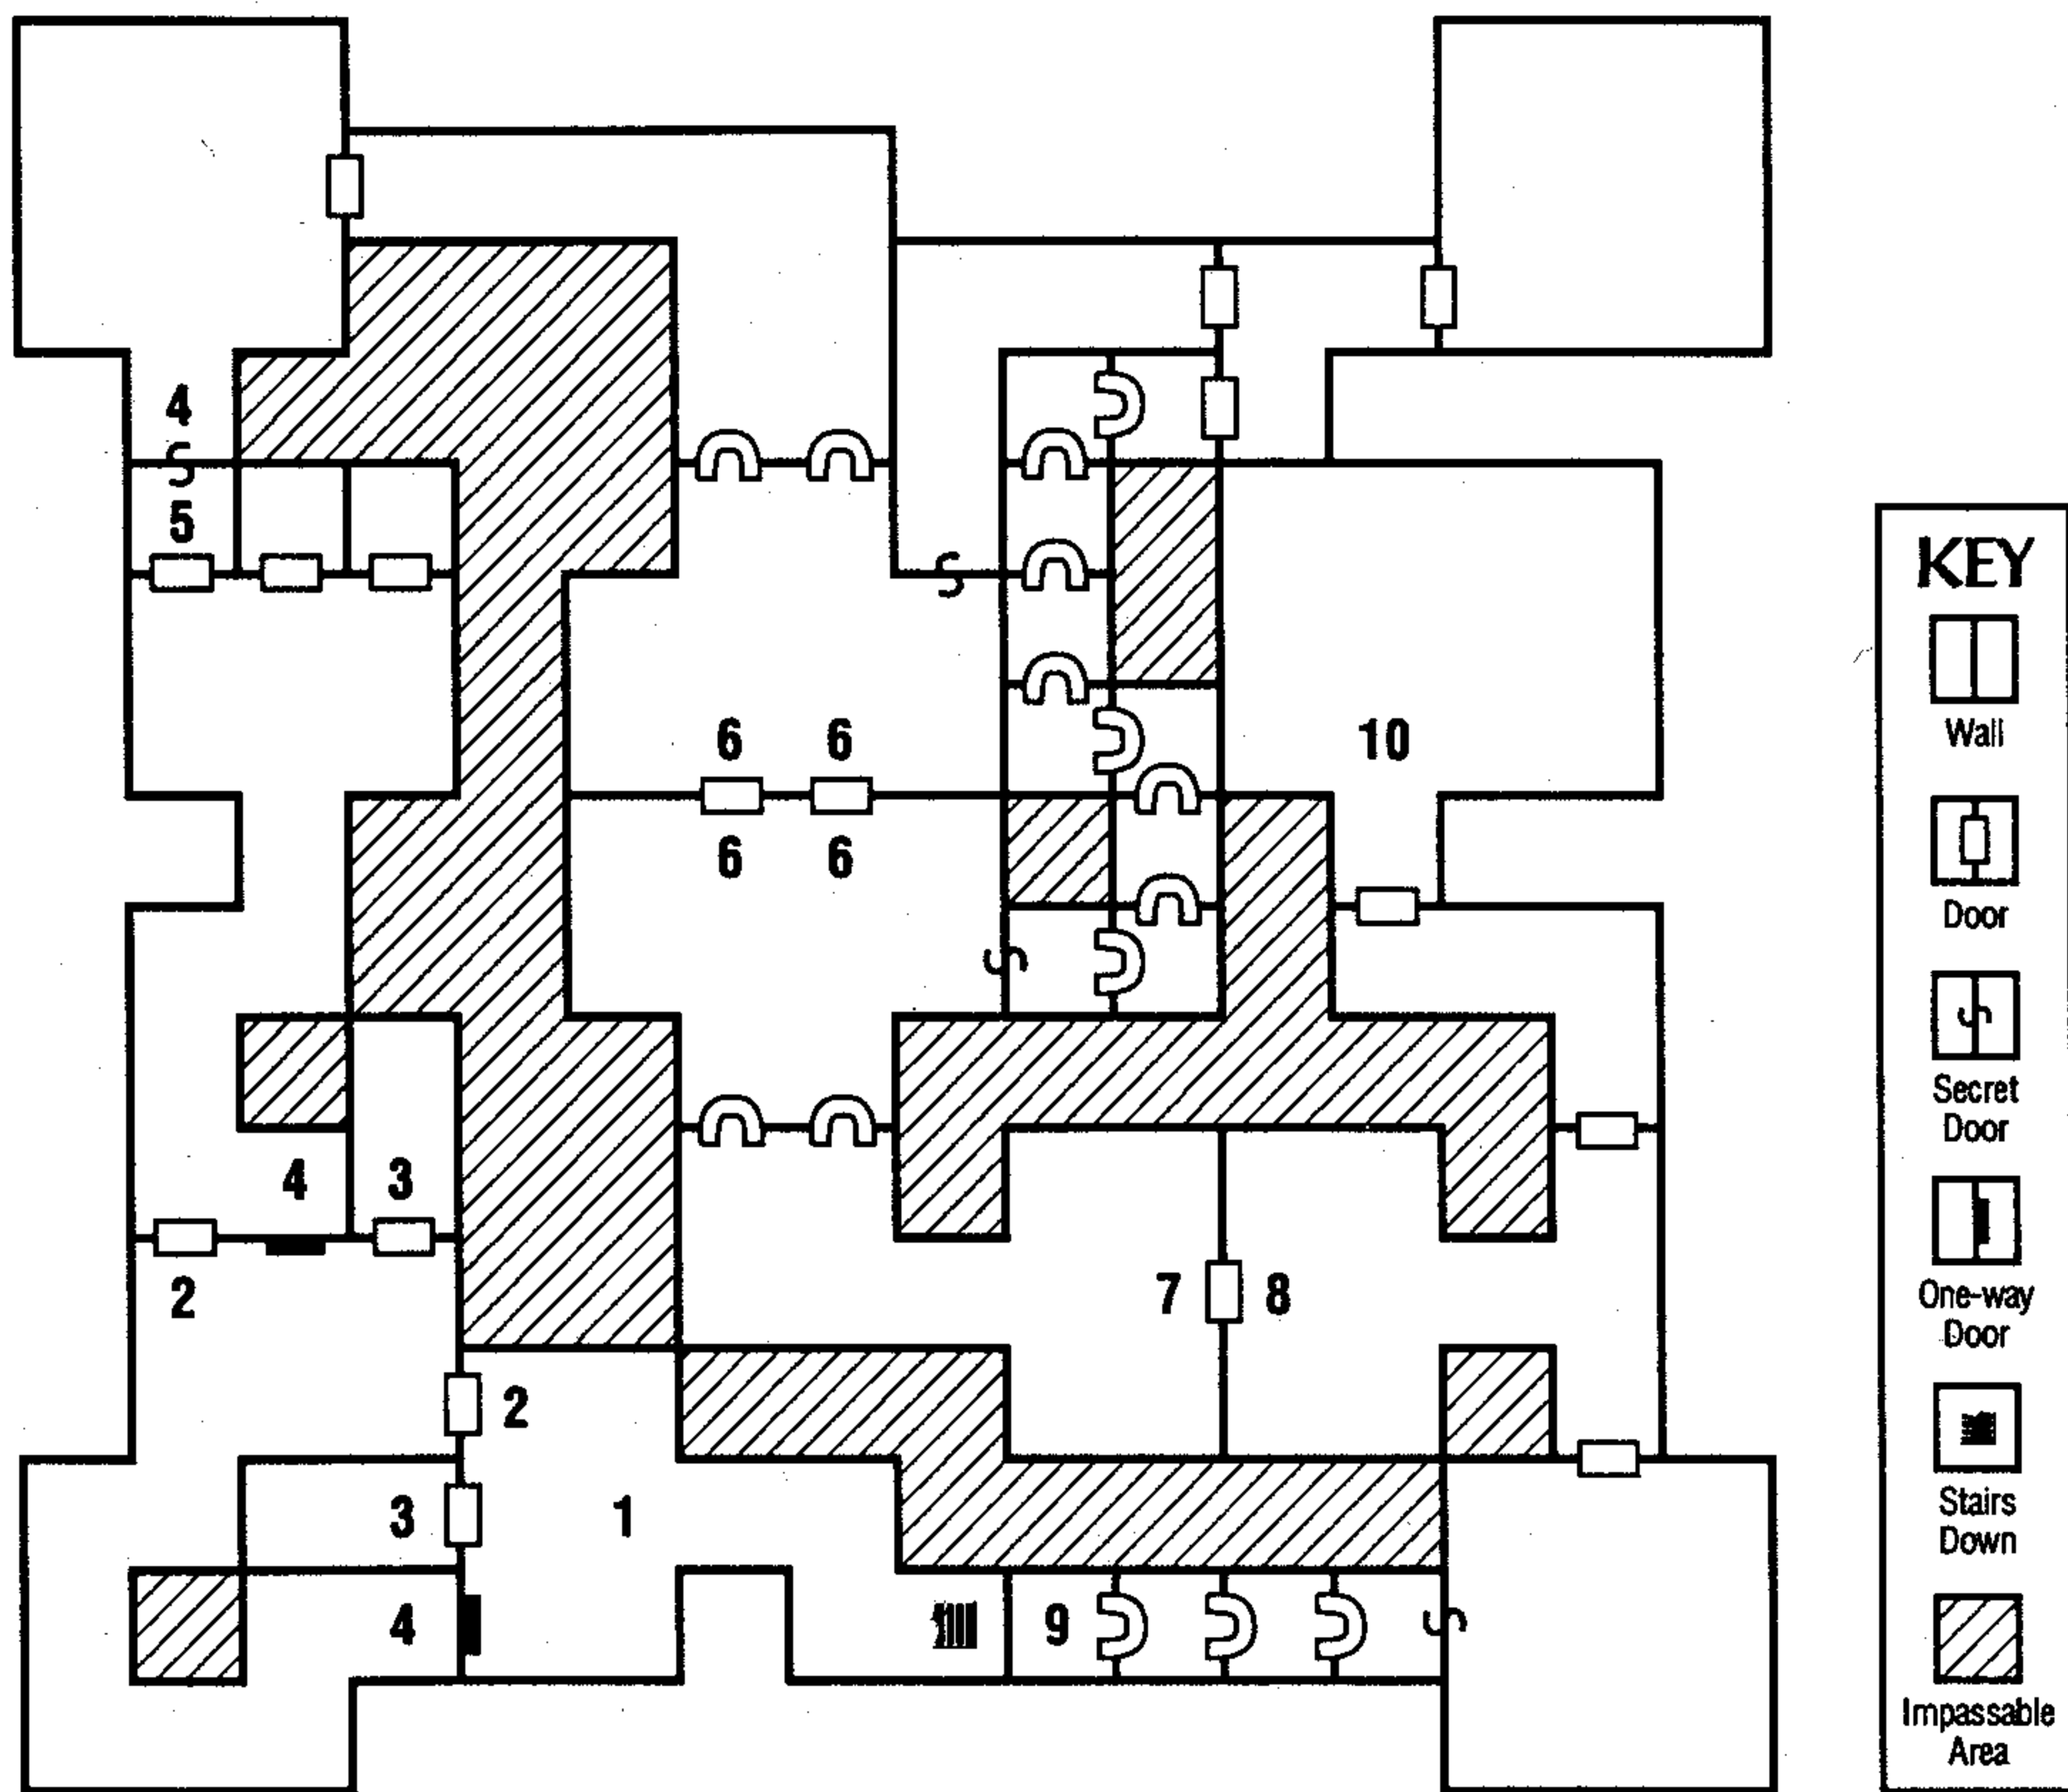 4
5
6 6
10
6 6
4 3
2
7 8
2
3 1
4 9
KEY
Wall
Door
Secret
Door
One-way
Door
Stairs
Down
Impassable
Area